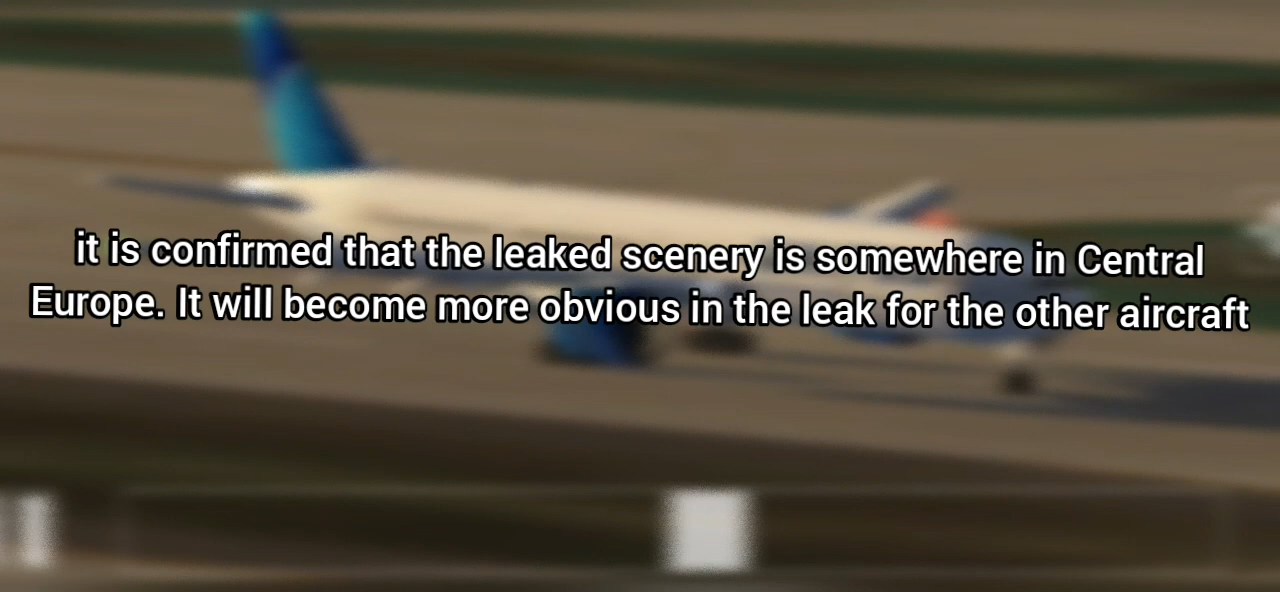 it is confirmed that the leaked scenery is somewhere in Central
Europe. It will become more obvious in the leak for the other aircraft